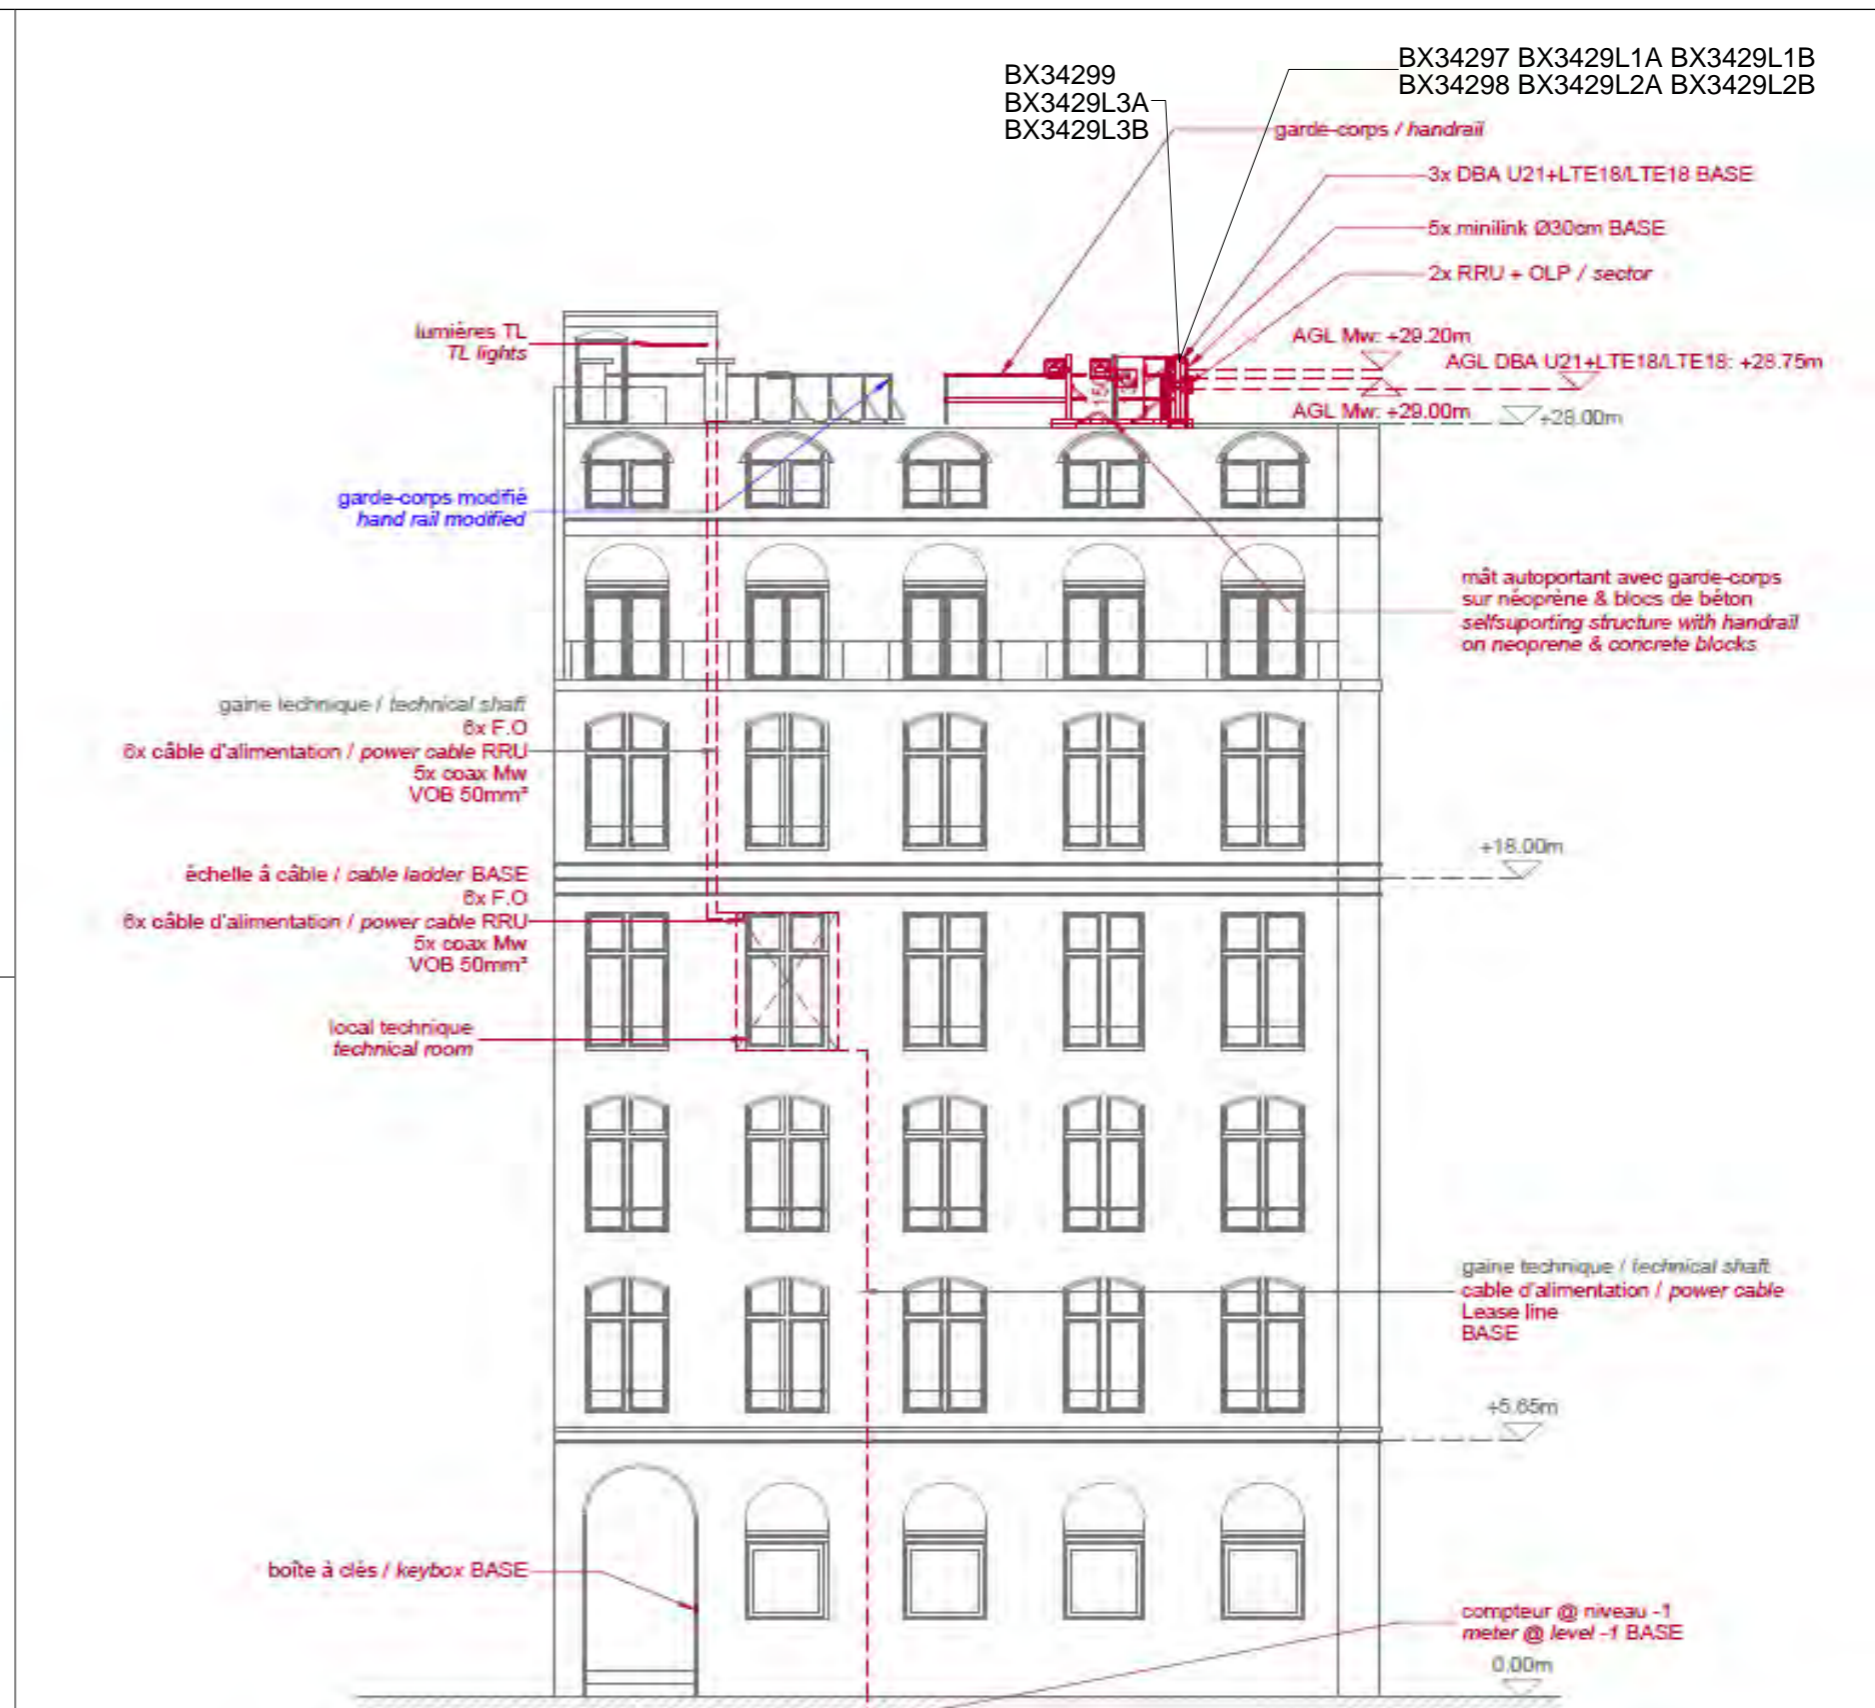 BX34299
BX3429L3A
BX3429L3B
BX34297 BX3429L1A BX3429L1B
BX34298 BX3429L2A BX3429L2B
garde-corps / handrail
3x DBA U21+LTE18/LTE18 BASE
5x minilink Ø30cm BASE
2x RRU + OLP / sector
lumières TL
TL lights
AGL Mw: +29.20m
AGL DBA U21+LTE18/LTE18: +28.75m
AGL Mw: +29.00m
+28.00m
150
garde-corps modifié
hand rail modified
mât autoportant avec garde-corps
sur néoprène & blocs de béton
selfsuporting structure with handrail
on neoprene & concrete blocks
gaine technique / technical shaft
6x F.O
6x câble d'alimentation / power cable RRU
5x coax Mw
VOB 50mm²
+18.00m
échelle à câble / cable ladder BASE
6x F.O
6x câble d'alimentation / power cable RRU
5x coax Mw
VOB 50mm²
local technique
technical room
gaine technique / technical shaft
cable d'alimentation / power cable
Lease line
BASE
+5.65m
boîte à clés / keybox BASE
compteur @ niveau -1
meter @ level -1 BASE
0.00m